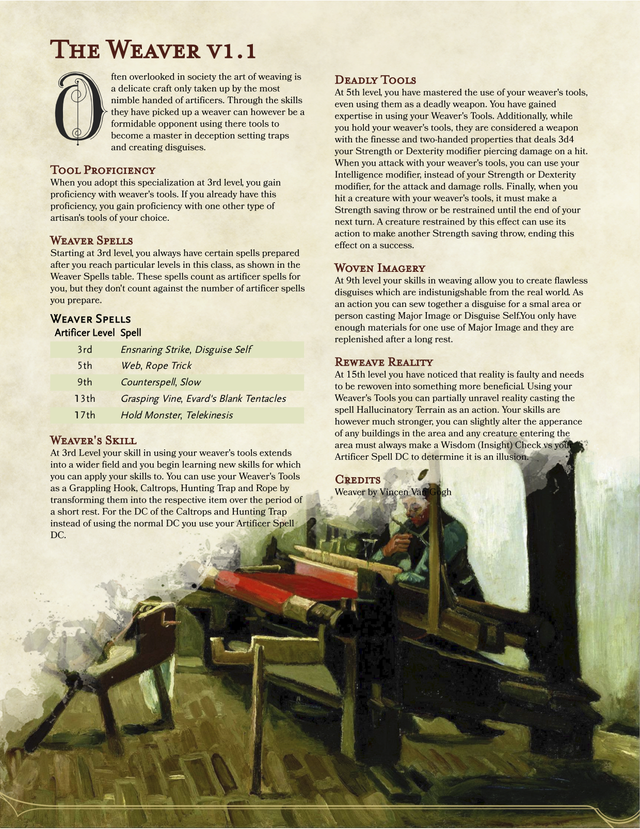 The Weaver v1.1
Often overlooked in society the art of weaving is
a delicate craft only taken up by the most
nimble handed of artificers. Through the skills
they have picked up a weaver can however be a
formidable opponent using there tools to
become a master in deception setting traps
and creating disguises.
Tool Proficiency
When you adopt this specialization at 3rd level, you gain
proficiency with weaver's tools. If you already have this
proficiency, you gain proficiency with one other type of
artisan's tools of your choice.
Weaver Spells
Starting at 3rd level, you always have certain spells prepared
after you reach particular levels in this class, as shown in the
Weaver Spells table. These spells count as artificer spells for
you, but they don't count against the number of artificer spells
you prepare.
Weaver Spells
Artificer Level Spell
3rd Ensnaring Strike, Disguise Self
5th Web, Rope Trick
9th Counterspell, Slow
13th Grasping Vine, Evard's Blank Tentacles
17th Hold Monster, Telekinesis
Weaver's Skill
At 3rd Level your skill in using your weaver's tools extends
into a wider field and you begin learning new skills for which
you can apply your skills to. You can use your Weaver's Tools
as a Grappling Hook, Caltrops, Hunting Trap and Rope by
transforming them into the respective item over the period of
a short rest. For the DC of the Caltrops and Hunting Trap
instead of using the normal DC you use your Artificer Spell
DC.
Deadly Tools
At 5th level, you have mastered the use of your weaver's tools,
even using them as a deadly weapon. You have gained
expertise in using your Weaver's Tools. Additionally, while
you hold your weaver's tools, they are considered a weapon
with the finesse and two-handed properties that deals 3d4
your Strength or Dexterity modifier piercing damage on a hit.
When you attack with your weaver's tools, you can use your
Intelligence modifier, instead of your Strength or Dexterity
modifier, for the attack and damage rolls. Finally, when you
hit a creature with your weaver's tools, it must make a
Strength saving throw or be restrained until the end of your
next turn. A creature restrained by this effect can use its
action to make another Strength saving throw, ending this
effect on a success.
Woven Imagery
At 9th level your skills in weaving allow you to create flawless
disguises which are indistunigshable from the real world. As
an action you can sew together a disguise for a smal area or
person casting Major Image or Disguise Self.You only have
enough materials for one use of Major Image and they are
replenished after a long rest.
Reweave Reality
At 15th level you have noticed that reality is faulty and needs
to be rewoven into something more beneficial. Using your
Weaver's Tools you can partially unravel reality casting the
spell Hallucinatory Terrain as an action. Your skills are
however much stronger, you can slightly alter the apperance
of any buildings in the area and any creature entering the
area must always make a Wisdom (Insight) Check vs your
Artificer Spell DC to determine it is an illusion.
Credits
Weaver by Vincen Van Gogh